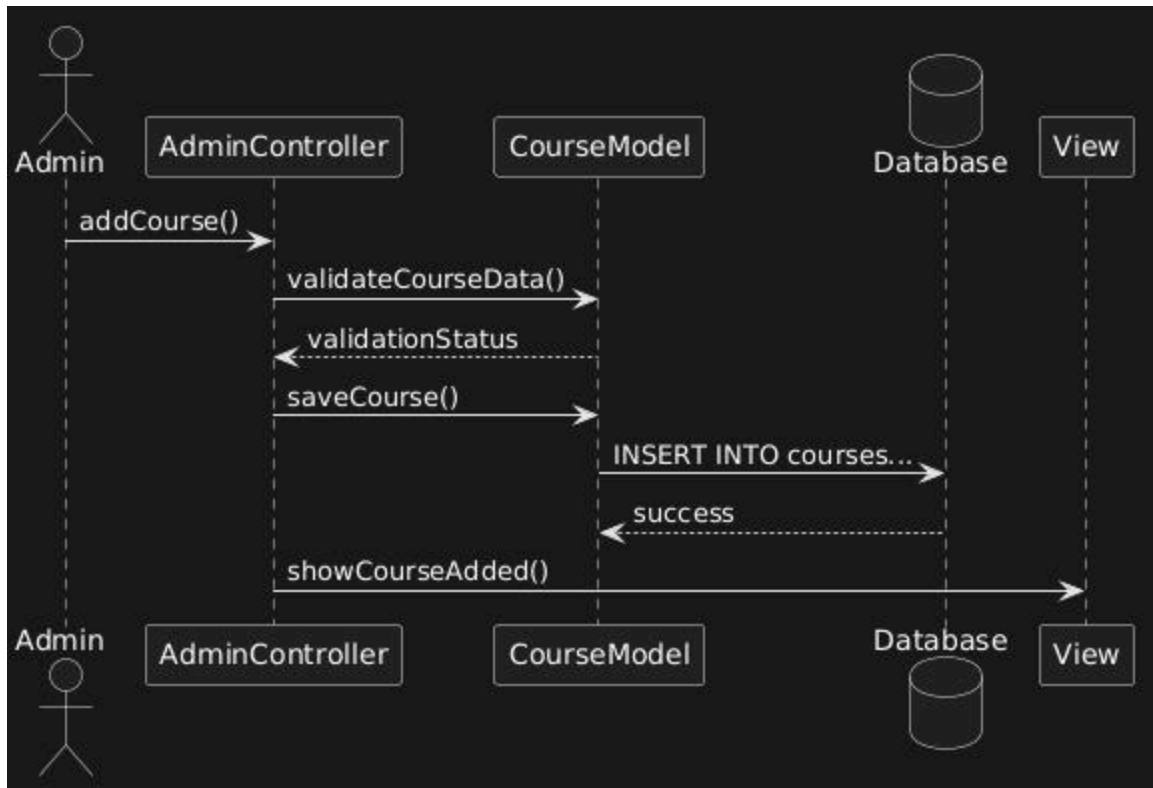 Admin
AdminController
CourseModel
Database
View
addCourse()
validateCourseData()
validationStatus
saveCourse()
INSERT INTO courses...
success
showCourseAdded()
Admin
AdminController
CourseModel
Database
View